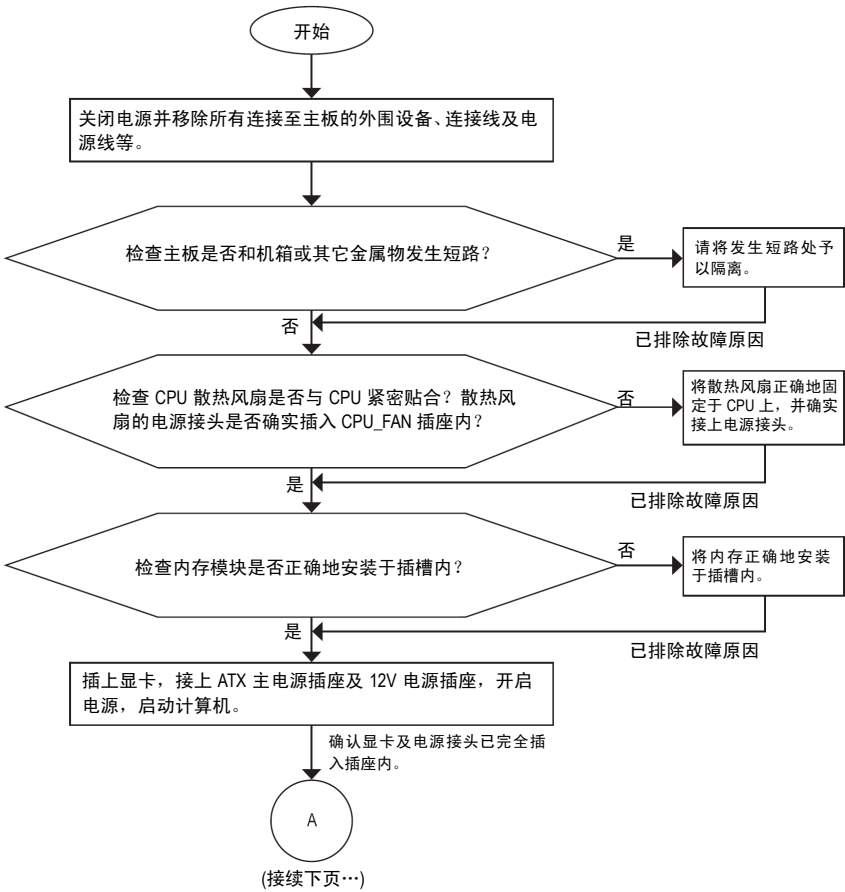 开始
关闭电源并移除所有连接至主板的外围设备、连接线及电
源线等。
检查主板是否和机箱或其它金属物发生短路？
是
请将发生短路处予
以隔离。
否
已排除故障原因
检查 CPU 散热风扇是否与 CPU 紧密贴合？散热风
扇的电源接头是否确实插入 CPU_FAN 插座内？
否
将散热风扇正确地固
定于 CPU 上，并确实
接上电源接头。
是
已排除故障原因
检查内存模块是否正确地安装于插槽内？
否
将内存正确地安装
于插槽内。
是
已排除故障原因
插上显卡，接上 ATX 主电源插座及 12V 电源插座，开启
电源，启动计算机。
确认显卡及电源接头已完全插
入插座内。
A
(接续下页…)